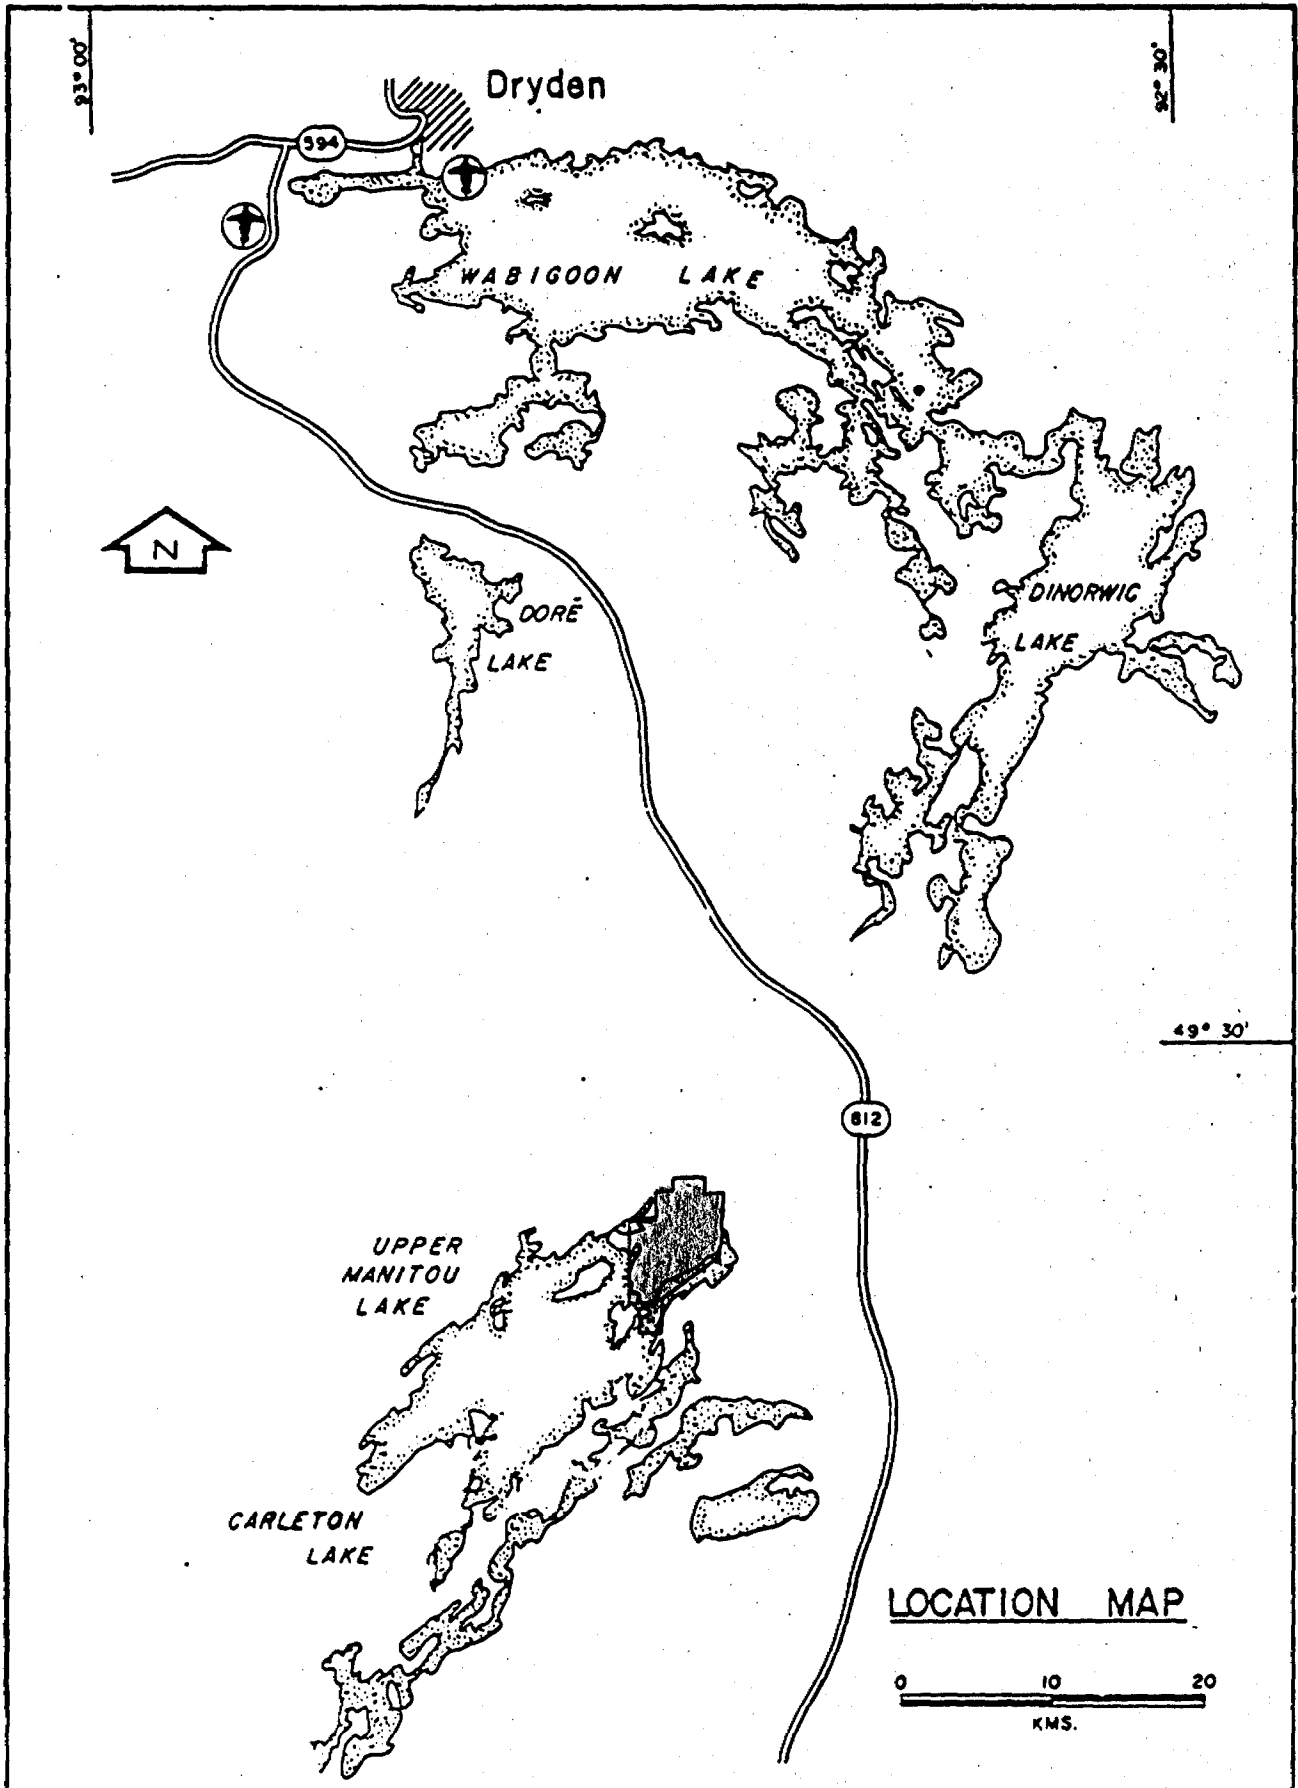 93° 00'
92° 30'
Dryden
594
WABIGOON LAKE
N
DORÉ
LAKE
DINORWIC
LAKE
49° 30'
612
UPPER
MANITOU
LAKE
CARLETON
LAKE
LOCATION MAP
0 10 20
KMS.